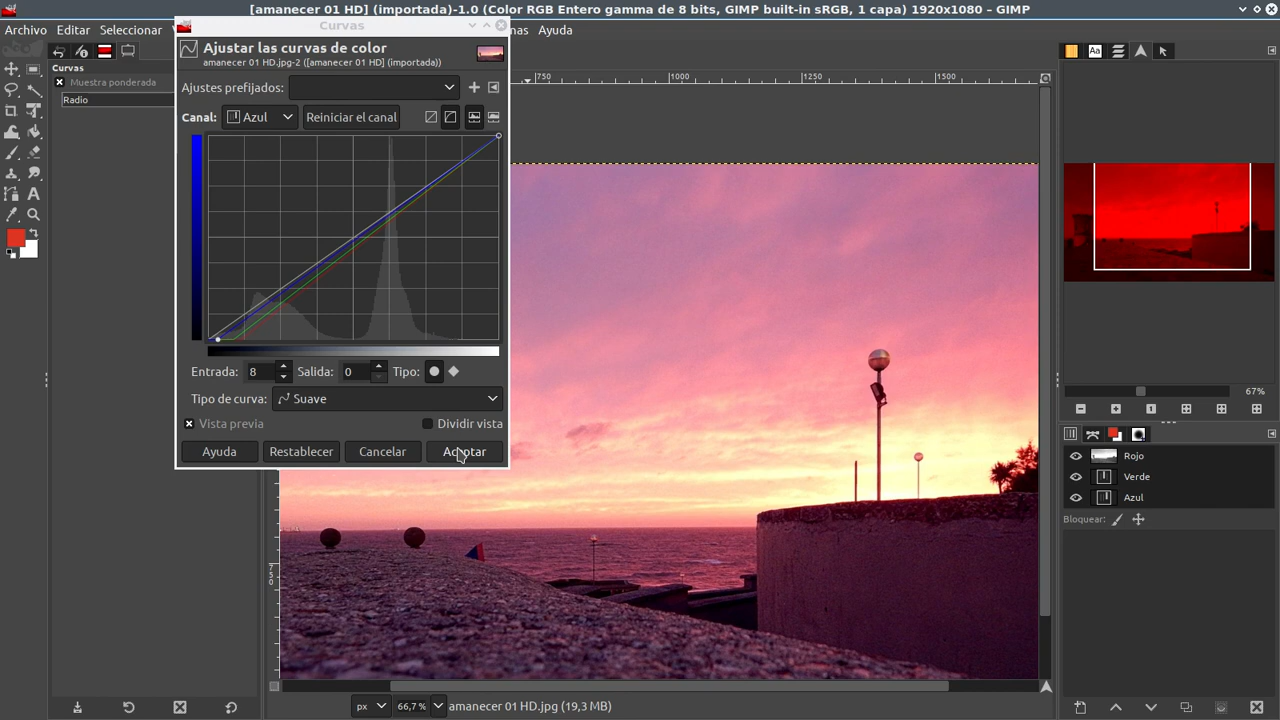 [amanecer 01 HD] (importada)-1.0 (Color RGB Entero gamma de 8 bits, GIMP built-in sRGB, 1 capa) 1920x1080 – GIMP
Archivo Editar Seleccionar nas Ayuda
Curvas
Ajustar las curvas de color
amanecer 01 HD.jpg-2 ([amanecer 01 HD] (importada))
Curvas
Muestra ponderada
Radio
Ajustes prefijados:
Canal: Azul Reiniciar el canal
Entrada: 8 Salida: 0 Tipo:
Tipo de curva: Suave
Vista previa Dividir vista
Ayuda Restablecer Cancelar Aceptar
750 1000 1250 1500
750
Aa
67%
Rojo
Verde
Azul
Bloquear:
px 66,7 % amanecer 01 HD.jpg (19,3 MB)